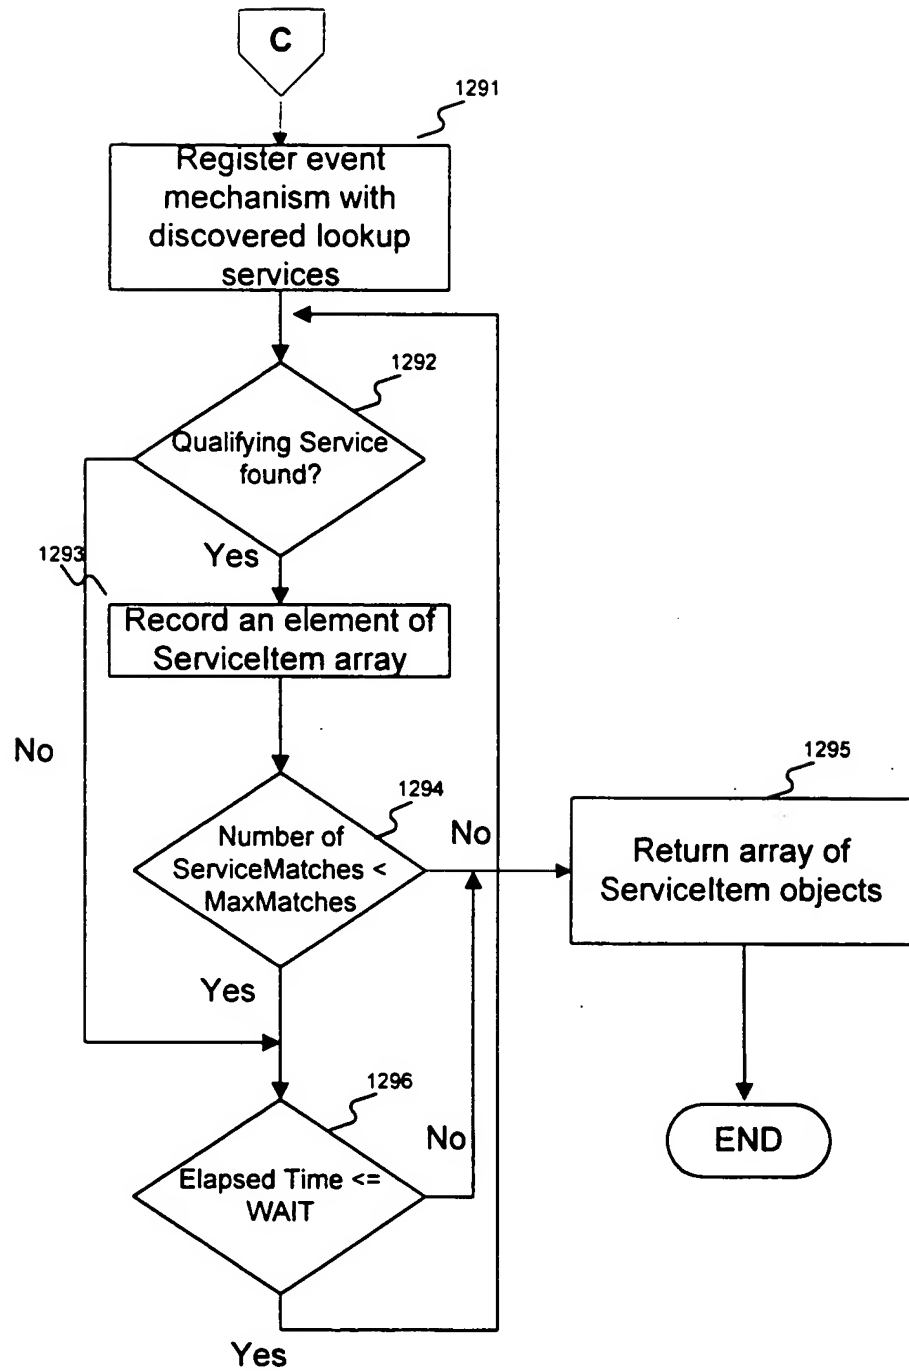 C
1291
Register event
mechanism with
discovered lookup
services
1292
Qualifying Service
found?
Yes
1293
Record an element of
ServiceItem array
No
1294
Number of
ServiceMatches <
MaxMatches
No
1295
Return array of
ServiceItem objects
Yes
1296
Elapsed Time <=
WAIT
No
END
Yes